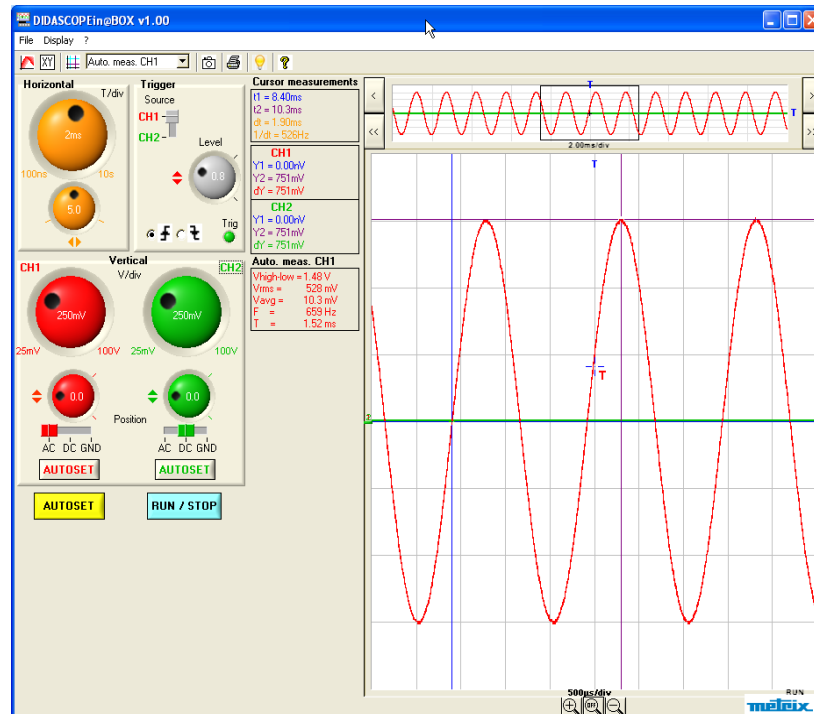 DIDASCOPEin@BOX v1.00
File Display ?
XY Auto. meas. CH1 ?
Horizontal
T/div
2ms
100ns 10s
5.0
Trigger
Source
CH1
CH2
Level
0.8
Trig
Cursor measurements
t1 = 8.40ms
t2 = 10.3ms
dt = 1.90ms
1/dt = 526Hz
CH1
Y1 = 0.00nV
Y2 = 751mV
dY = 751mV
CH2
Y1 = 0.00nV
Y2 = 751mV
dY = 751mV
Auto. meas. CH1
Vhigh-low = 1.48 V
Vrms = 528 mV
Vavg = 10.3 mV
F = 659 Hz
T = 1.52 ms
Vertical
CH1 V/div CH2
250mV 250mV
25mV 100V 25mV 100V
0.0 0.0
Position
AC DC GND AC DC GND
AUTOSET AUTOSET
AUTOSET RUN / STOP
< T >
<< T >>
2.00ms/div
T
T
500µs/div
OFF
RUN
metrix